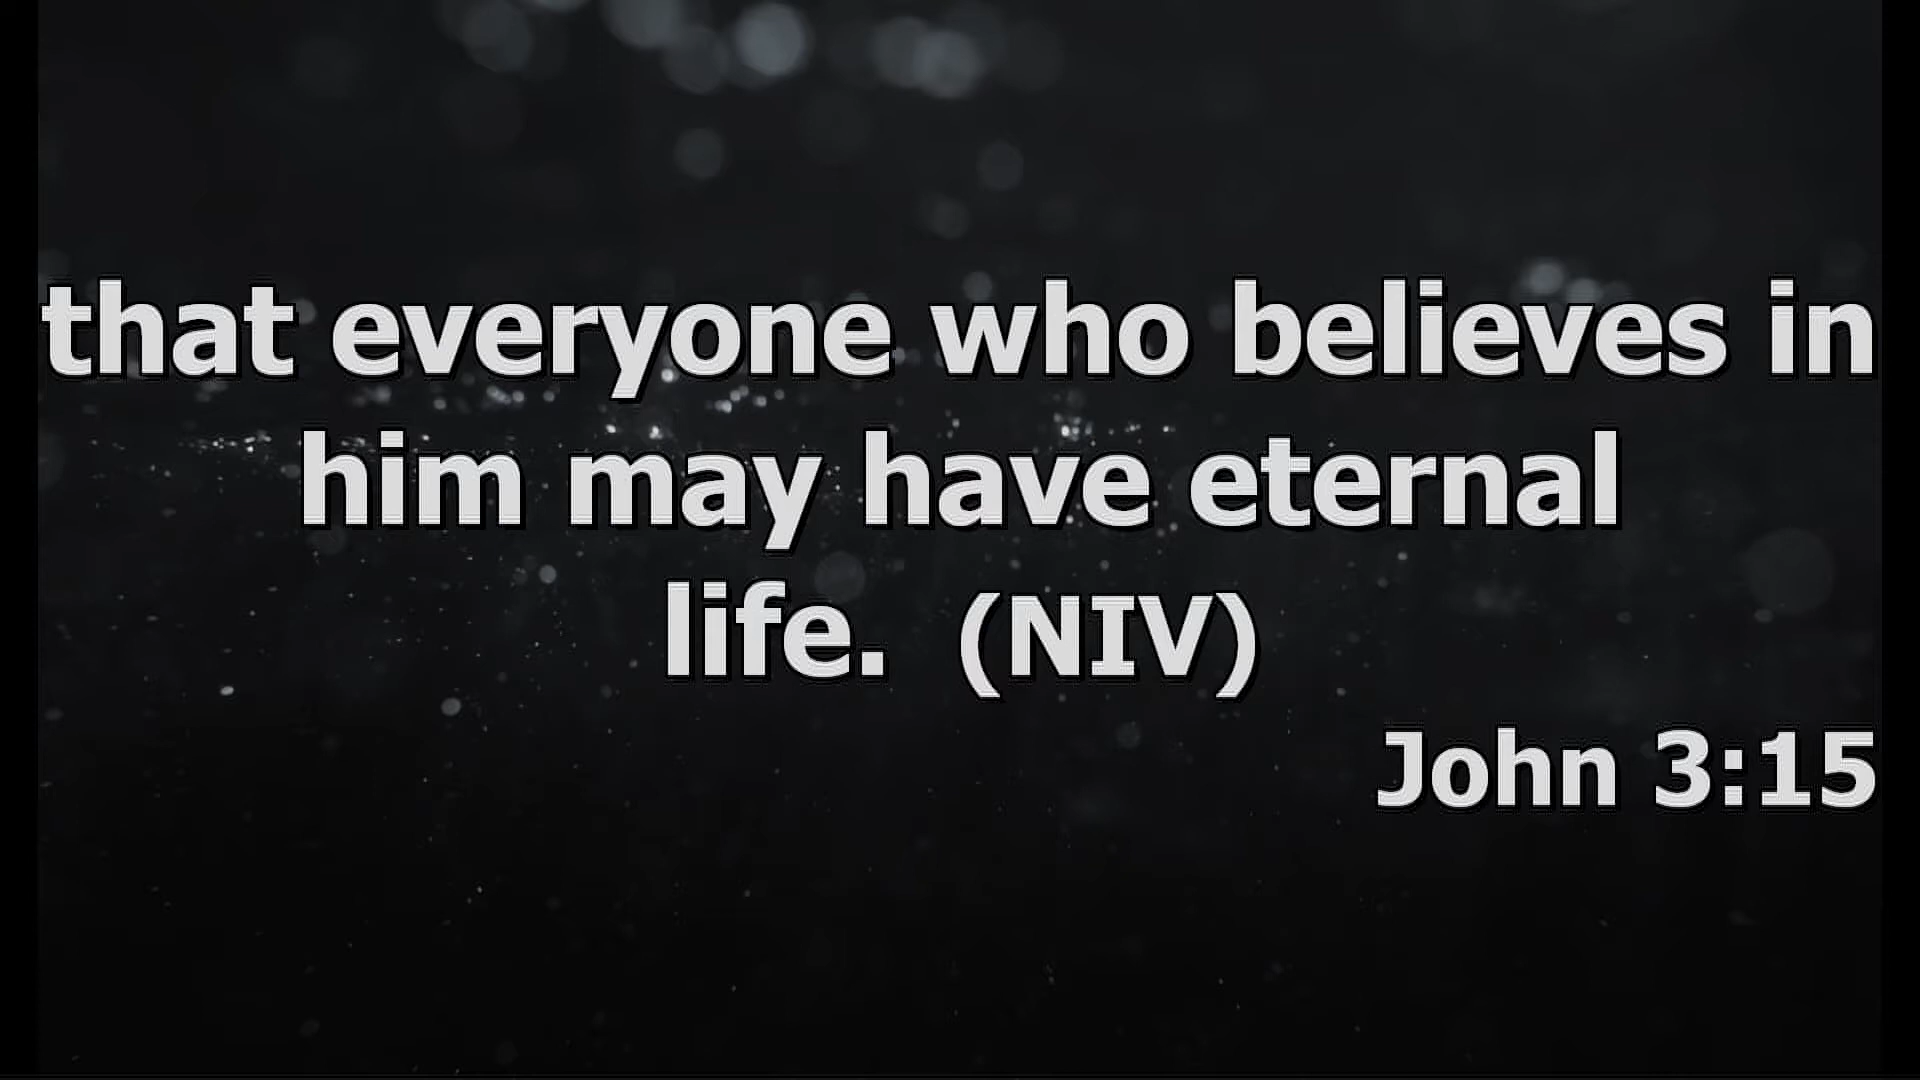 that everyone who believes in
him may have eternal
life.  (NIV)
John 3:15